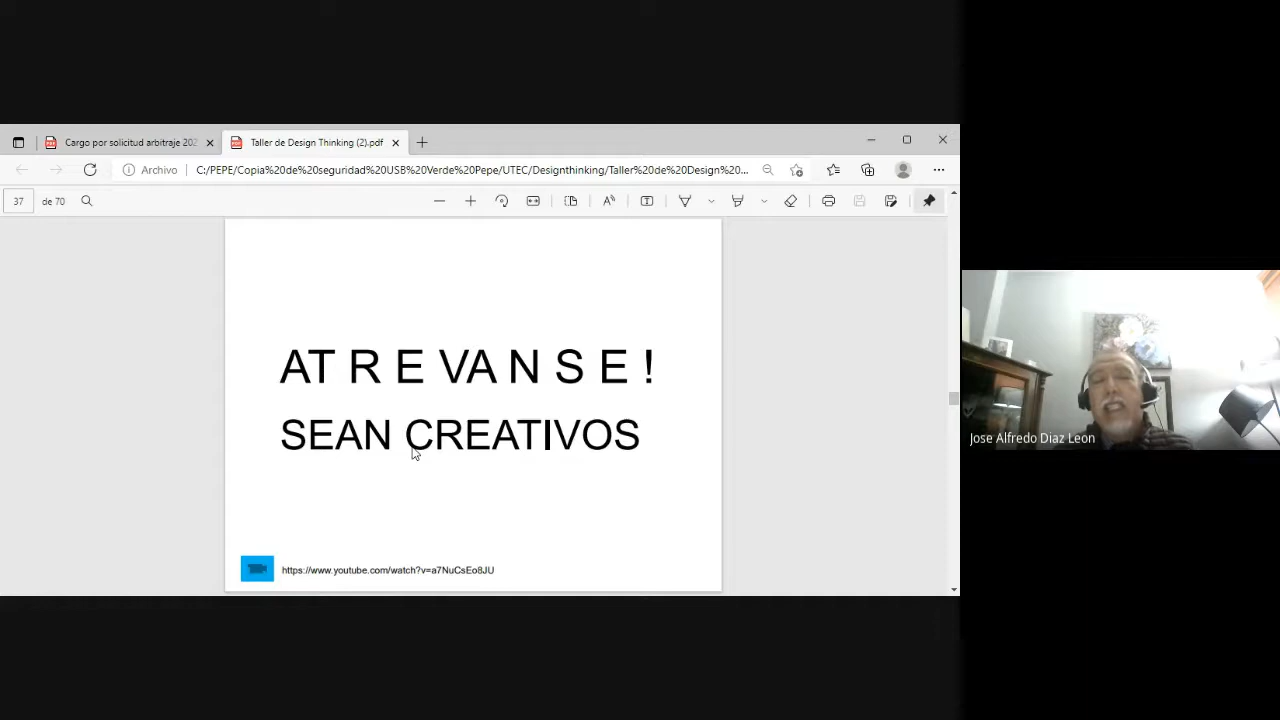 Cargo por solicitud arbitraje 202
Taller de Design Thinking (2).pdf
Archivo
C:/PEPE/Copia%20de%20seguridad%20USB%20Verde%20Pepe/UTEC/Designthinking/Taller%20de%20Design%20...
37 de 70
AT R E VA N S E !
SEAN CREATIVOS
https://www.youtube.com/watch?v=a7NuCsEo8JU
Jose Alfredo Diaz Leon